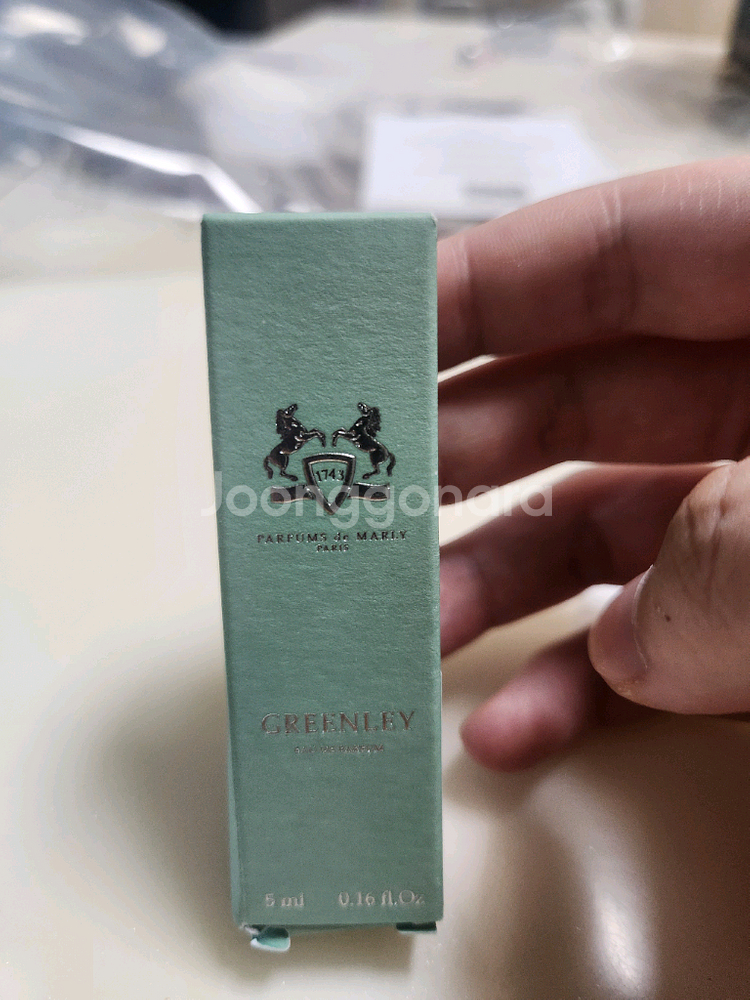 1743
Joonggonara
PARFUMS de MARLY
PARIS
GREENLEY
EAU DE PARFUM
5 ml 0.16 fl.Oz